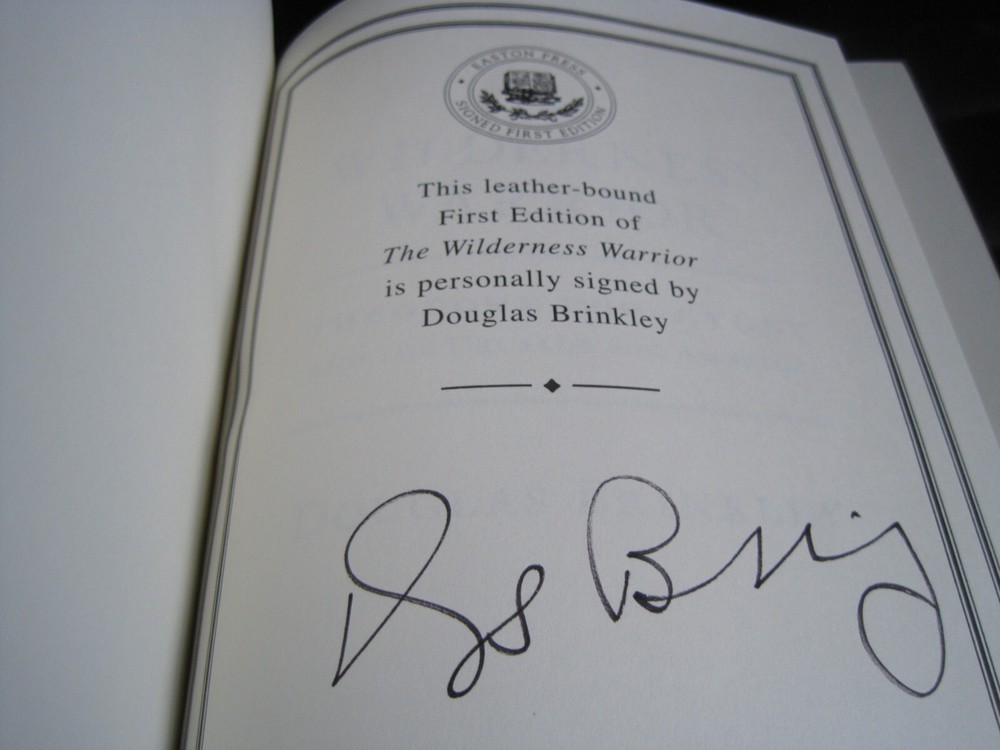 EASTON PRESS
SIGNED FIRST EDITION
This leather-bound
First Edition of
The Wilderness Warrior
is personally signed by
Douglas Brinkley